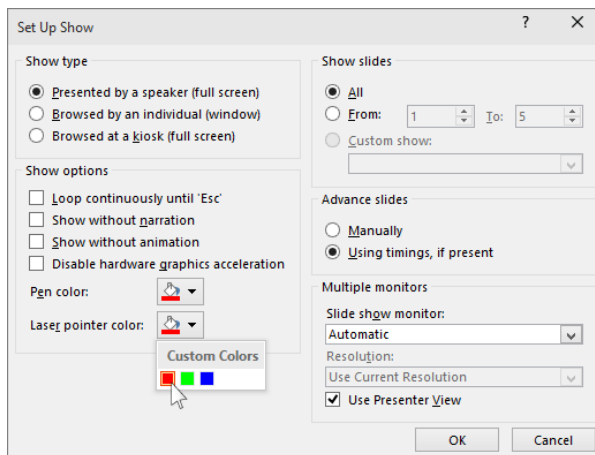 Set Up Show
?
Show type
Presented by a speaker (full screen)
Browsed by an individual (window)
Browsed at a kiosk (full screen)
Show options
Loop continuously until 'Esc'
Show without narration
Show without animation
Disable hardware graphics acceleration
Pen color:
Laser pointer color:
Custom Colors
Show slides
All
From: 1 To: 5
Custom show:
Advance slides
Manually
Using timings, if present
Multiple monitors
Slide show monitor:
Automatic
Resolution:
Use Current Resolution
Use Presenter View
OK Cancel